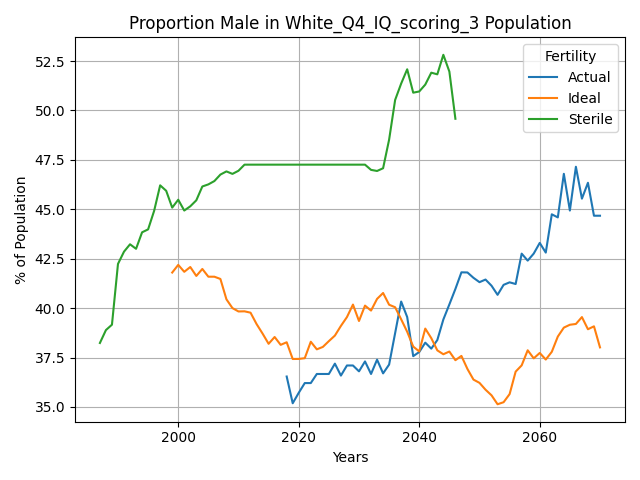 Proportion Male in White_Q4_IQ_scoring_3 Population
Fertility
Actual
Ideal
Sterile
% of Population
52.5
50.0
47.5
45.0
42.5
40.0
37.5
35.0
2000
2020
2040
2060
Years